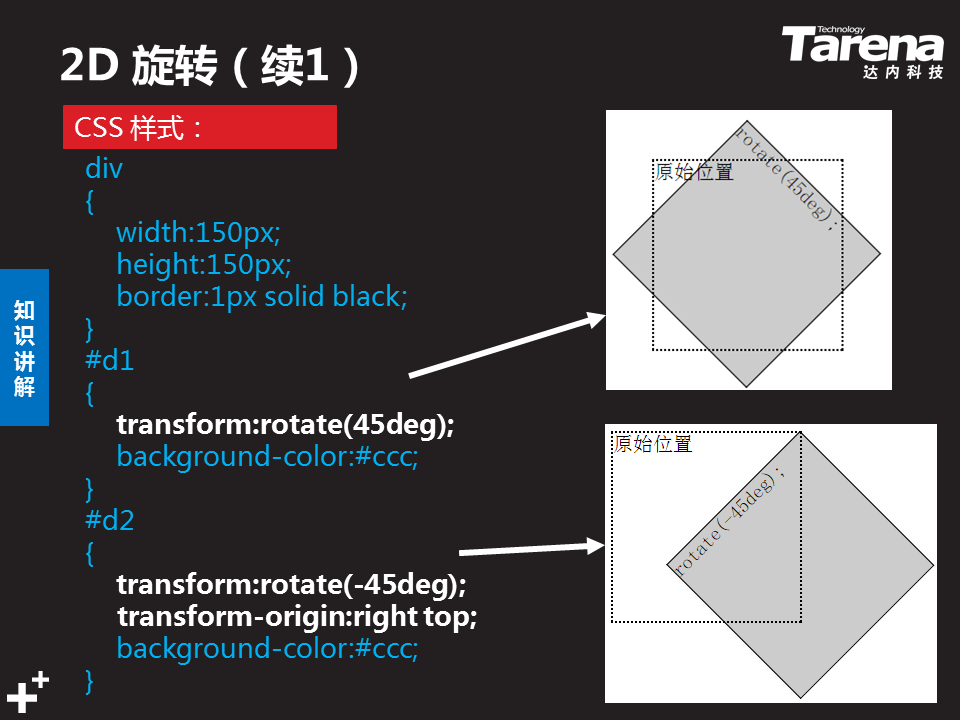 2D 旋转（续1）
Technology
Tarena
达内科技
CSS 样式：
div
{
width:150px;
height:150px;
border:1px solid black;
}
#d1
{
transform:rotate(45deg);
background-color:#ccc;
}
#d2
{
transform:rotate(-45deg);
transform-origin:right top;
background-color:#ccc;
}
知识讲解
原始位置
rotate(45deg);
原始位置
rotate(-45deg);